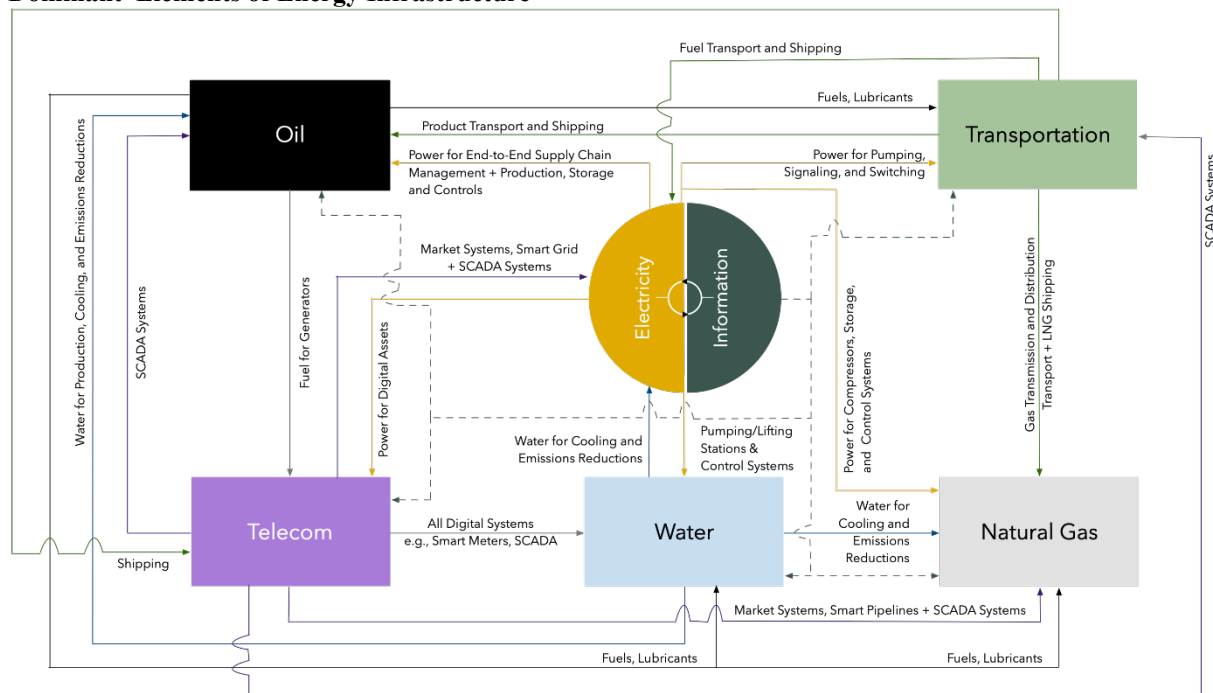 Dominant Elements of Energy Infrastructure
Fuel Transport and Shipping
Oil
Fuels, Lubricants
Transportation
Product Transport and Shipping
Power for End-to-End Supply Chain
Management + Production, Storage
and Controls
Power for Pumping,
Signaling, and Switching
Water for Production, Cooling, and Emissions Reductions
SCADA Systems
Fuel for Generators
Market Systems, Smart Grid
+ SCADA Systems
Power for Digital Assets
Electricity
Information
Power for Compressors, Storage,
and Control Systems
Gas Transmission and Distribution
Transport + LNG Shipping
SCADA Systems
Water for Cooling and
Emissions Reductions
Pumping/Lifting
Stations &
Control Systems
Telecom
All Digital Systems
e.g., Smart Meters, SCADA
Water
Water for
Cooling and
Emissions
Reductions
Natural Gas
Shipping
Market Systems, Smart Pipelines + SCADA Systems
Fuels, Lubricants
Fuels, Lubricants